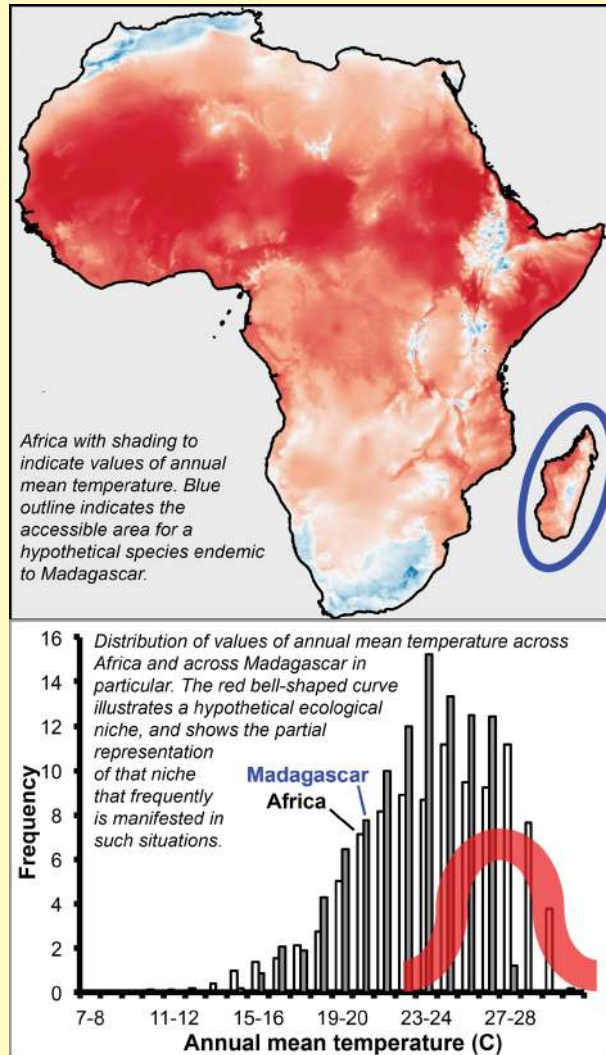 Africa with shading to
indicate values of annual
mean temperature. Blue
outline indicates the
accessible area for a
hypothetical species endemic
to Madagascar.
Distribution of values of annual mean temperature across
Africa and across Madagascar in
particular. The red bell-shaped curve
illustrates a hypothetical ecological
niche, and shows the partial
representation
of that niche
that frequently
is manifested in
such situations.
Madagascar
Africa
Frequency
16
14
12
10
8
6
4
2
0
7-8 11-12 15-16 19-20 23-24 27-28
Annual mean temperature (C)